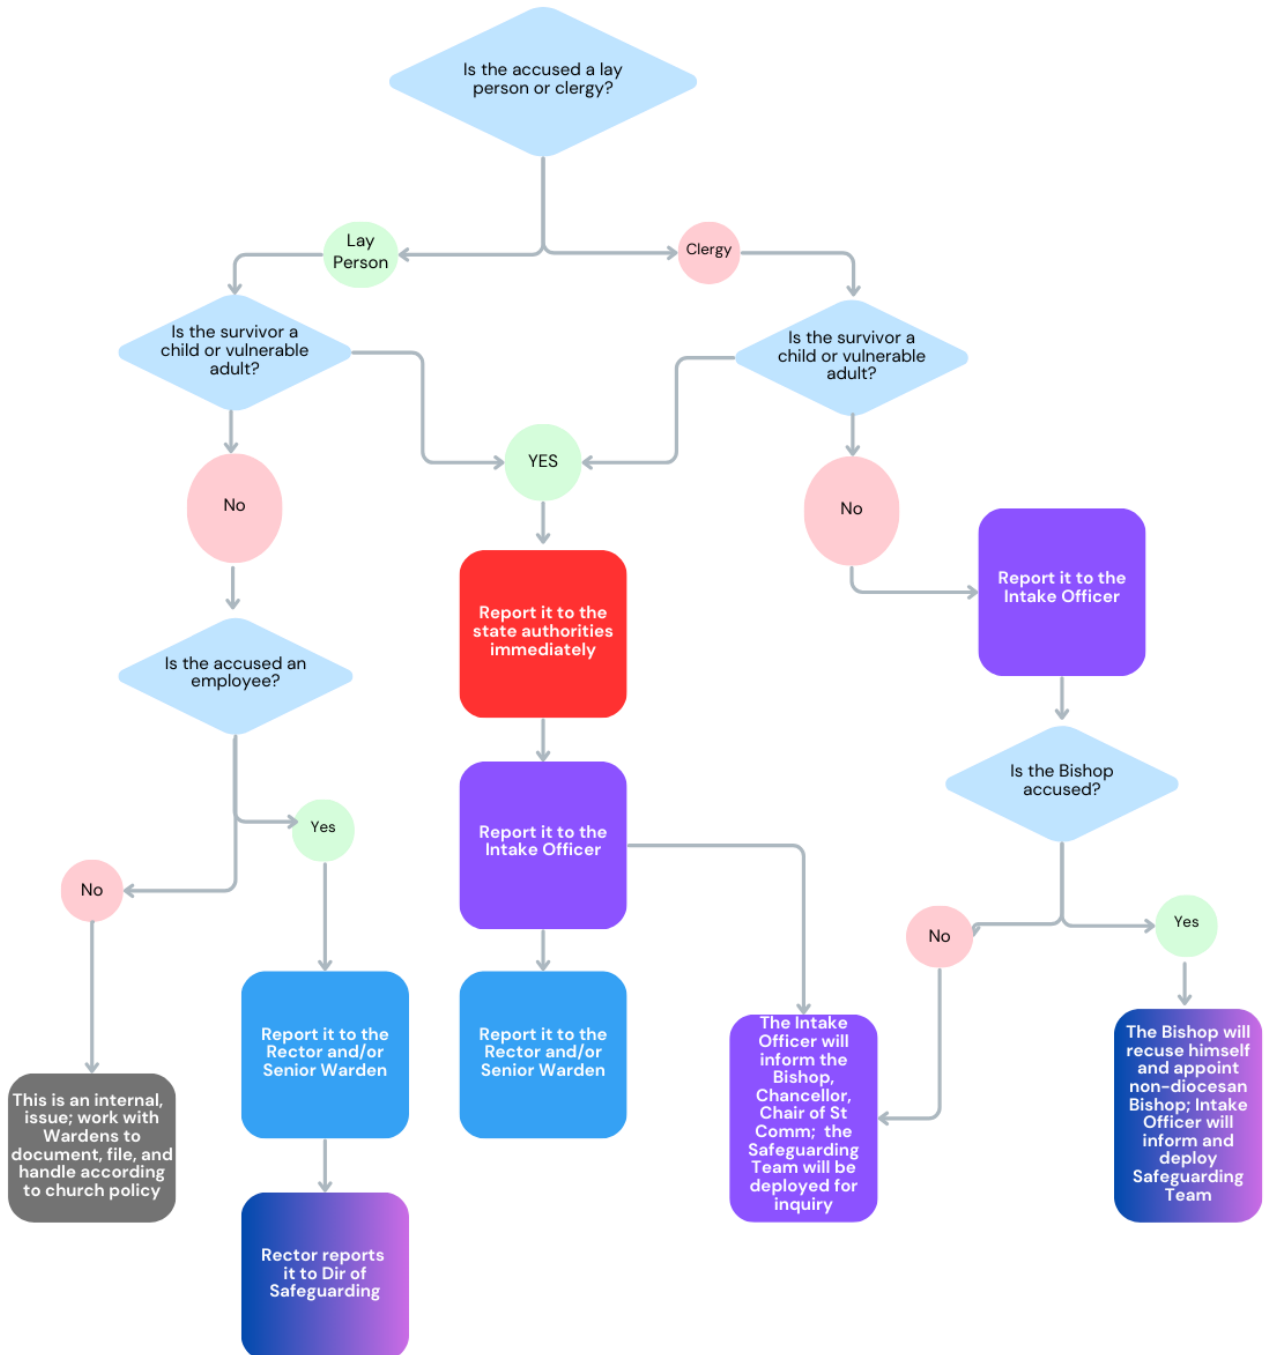 Is the accused a lay
person or clergy?
Lay
Person
Clergy
Is the survivor a
child or vulnerable
adult?
Is the survivor a
child or vulnerable
adult?
YES
No
No
Report it to the
state authorities
immediately
Report it to the
Intake Officer
Is the accused an
employee?
Is the Bishop
accused?
Report it to the
Intake Officer
Yes
No
No
Yes
Report it to the
Rector and/or
Senior Warden
Report it to the
Rector and/or
Senior Warden
The Intake
Officer will
inform the
Bishop,
Chancellor,
Chair of St
Comm; the
Safeguarding
Team will be
deployed for
inquiry
The Bishop will
recuse himself
and appoint
non-diocesan
Bishop; Intake
Officer will
inform and
deploy
Safeguarding
Team
This is an internal,
issue; work with
Wardens to
document, file, and
handle according
to church policy
Rector reports
it to Dir of
Safeguarding